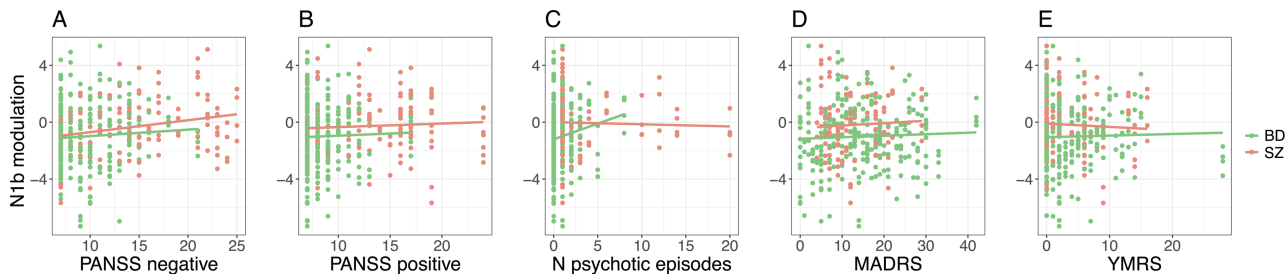 A B C D E
N1b modulation
4 4 4 4 4
0 0 0 0 0
−4 −4 −4 −4 −4
10 15 20 25 10 20 0 5 10 15 20 0 10 20 30 40 0 20
PANSS negative PANSS positive N psychotic episodes MADRS YMRS
BD
SZ